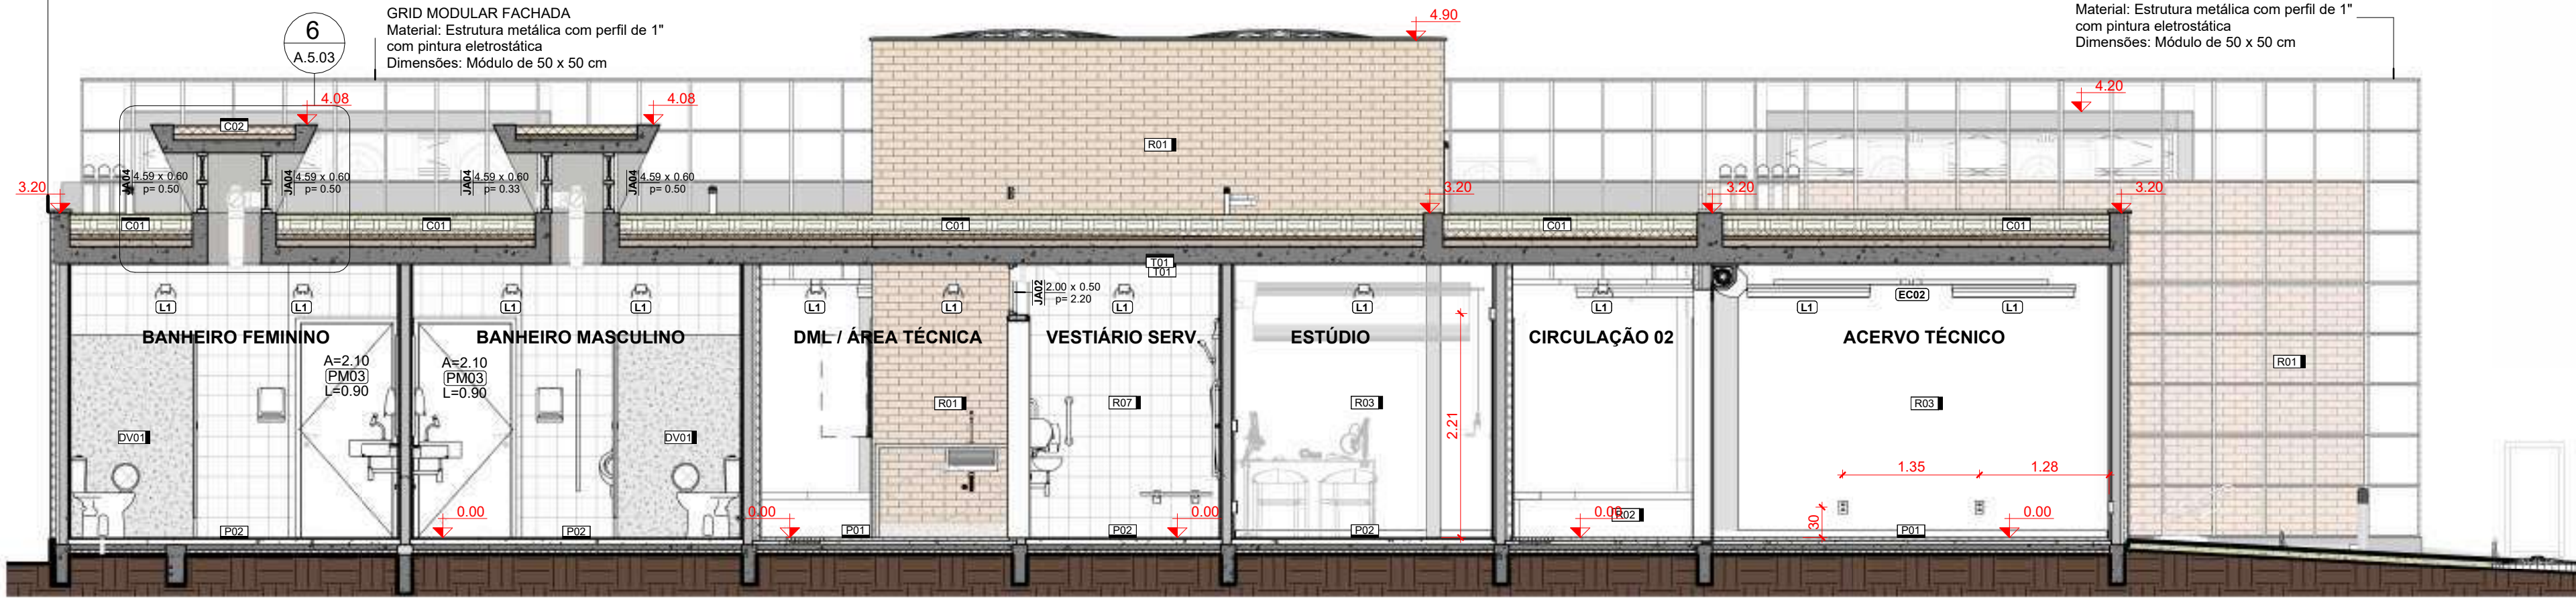 6
A.5.03
GRID MODULAR FACHADA
Material: Estrutura metálica com perfil de 1"
com pintura eletrostática
Dimensões: Módulo de 50 x 50 cm
4.90
Material: Estrutura metálica com perfil de 1"
com pintura eletrostática
Dimensões: Módulo de 50 x 50 cm
4.08
4.08
4.20
C02
R01
JA04 4.59 x 0.60
p= 0.50
JA04 4.59 x 0.60
p= 0.50
JA04 4.59 x 0.60
p= 0.33
JA04 4.59 x 0.60
p= 0.50
3.20
3.20
3.20
3.20
C01
C01
C01
C01
C01
T01
T01
JA02 2.00 x 0.50
p= 2.20
L1
L1
L1
L1
L1
L1
L1
L1
L1
L1
EC02
L1
BANHEIRO FEMININO
BANHEIRO MASCULINO
DML / ÁREA TÉCNICA
VESTIÁRIO SERV.
ESTÚDIO
CIRCULAÇÃO 02
ACERVO TÉCNICO
A=2.10
PM03
L=0.90
A=2.10
PM03
L=0.90
R01
R01
R07
R03
R03
2.21
DV01
DV01
1.35
1.28
30
0.00
0.00
0.00
0.00
R02
0.00
P02
P02
P01
P02
P02
P01